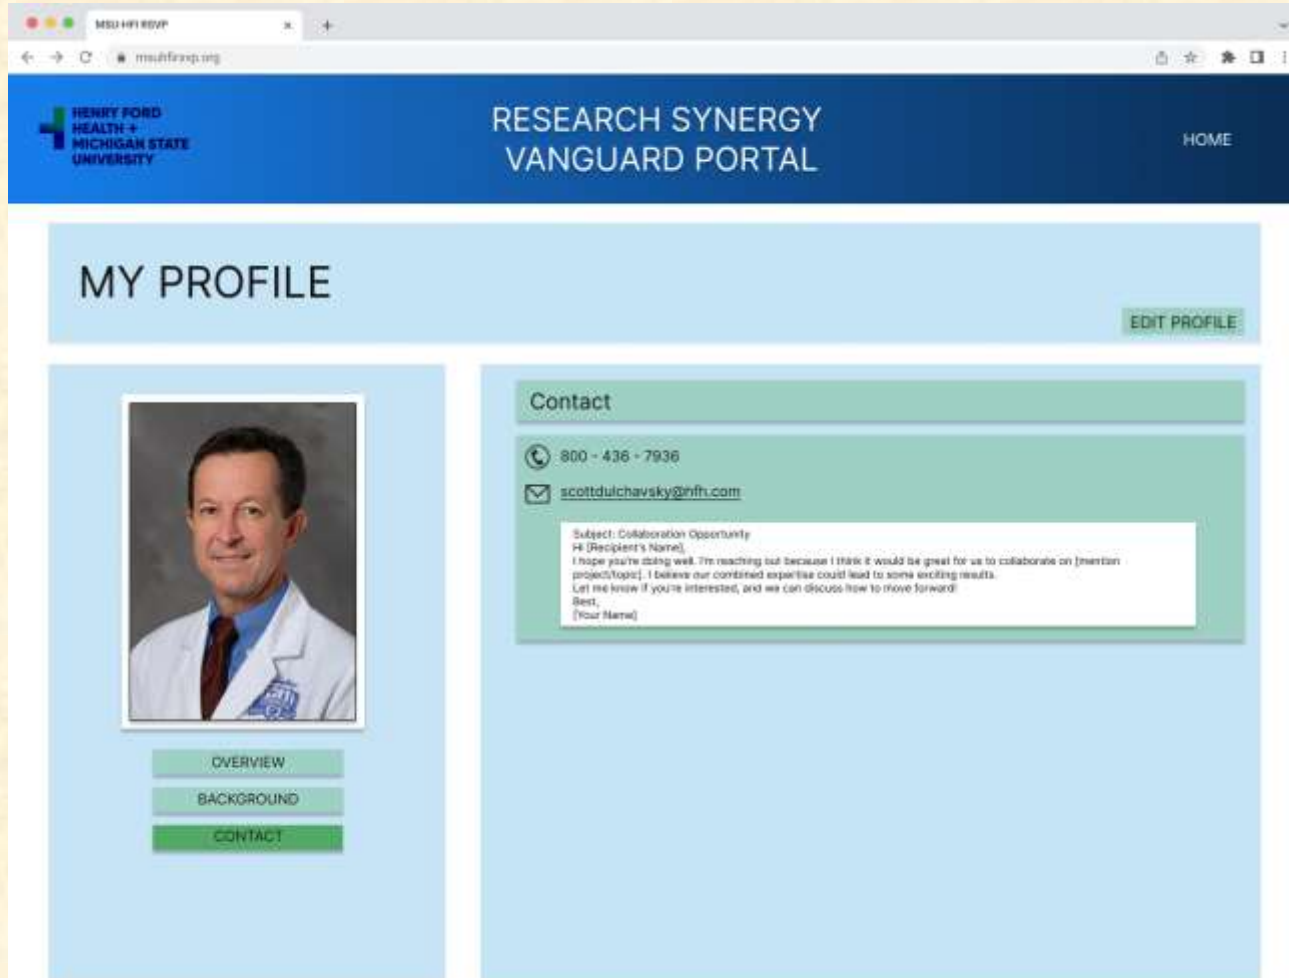 MSU HFI RSVP
msuhfirsvp.org
HENRY FORD
HEALTH +
MICHIGAN STATE
UNIVERSITY
RESEARCH SYNERGY
VANGUARD PORTAL
HOME
MY PROFILE
EDIT PROFILE
OVERVIEW
BACKGROUND
CONTACT
Contact
800 - 436 - 7936
scottdulchavsky@hfh.com
Subject: Collaboration Opportunity
Hi [Recipient's Name],
I hope you're doing well. I'm reaching out because I think it would be great for us to collaborate on [mention
project/topic]. I believe our combined expertise could lead to some exciting results.
Let me know if you're interested, and we can discuss how to move forward!
Best,
[Your Name]